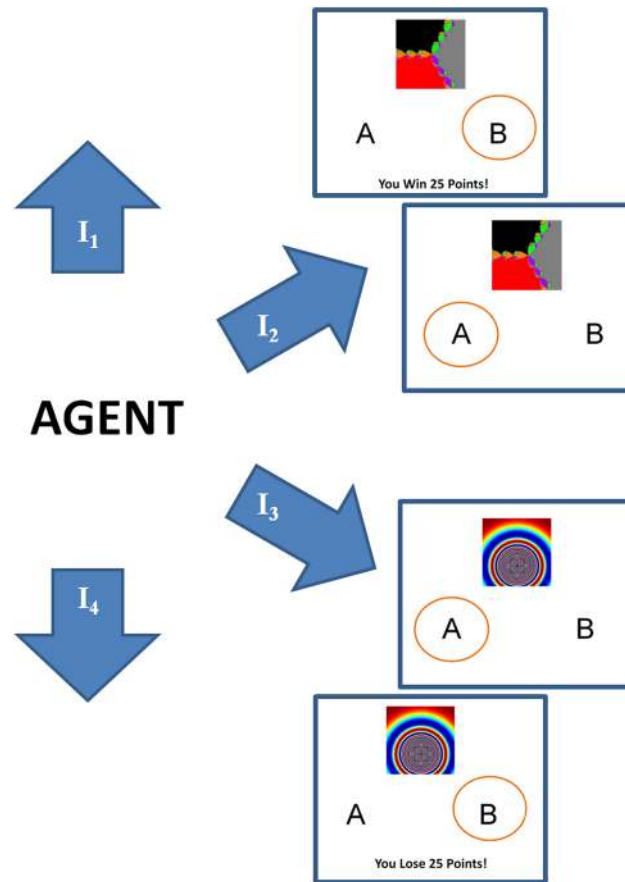 A B
You Win 25 Points!
I₁
I₂
A B
AGENT
I₃
A B
I₄
A B
You Lose 25 Points!